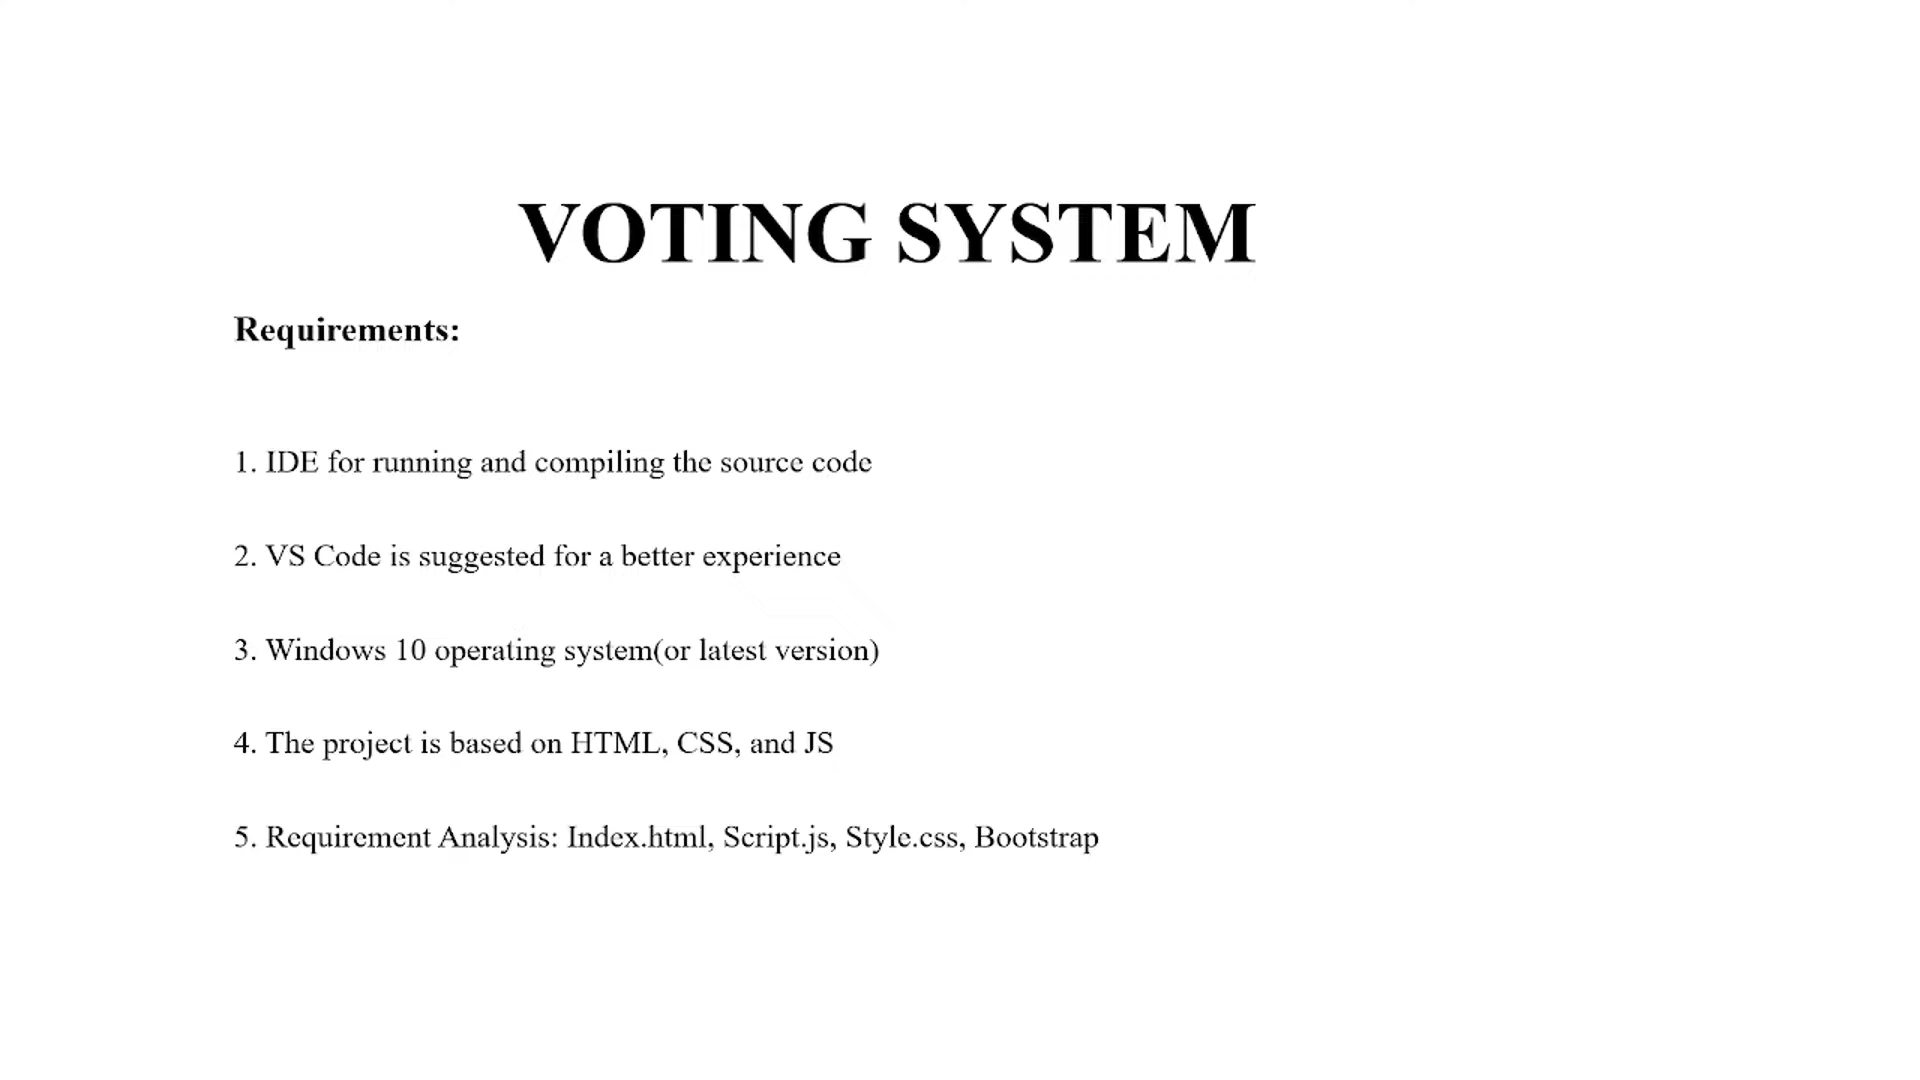 VOTING SYSTEM
Requirements:
1. IDE for running and compiling the source code
2. VS Code is suggested for a better experience
3. Windows 10 operating system(or latest version)
4. The project is based on HTML, CSS, and JS
5. Requirement Analysis: Index.html, Script.js, Style.css, Bootstrap